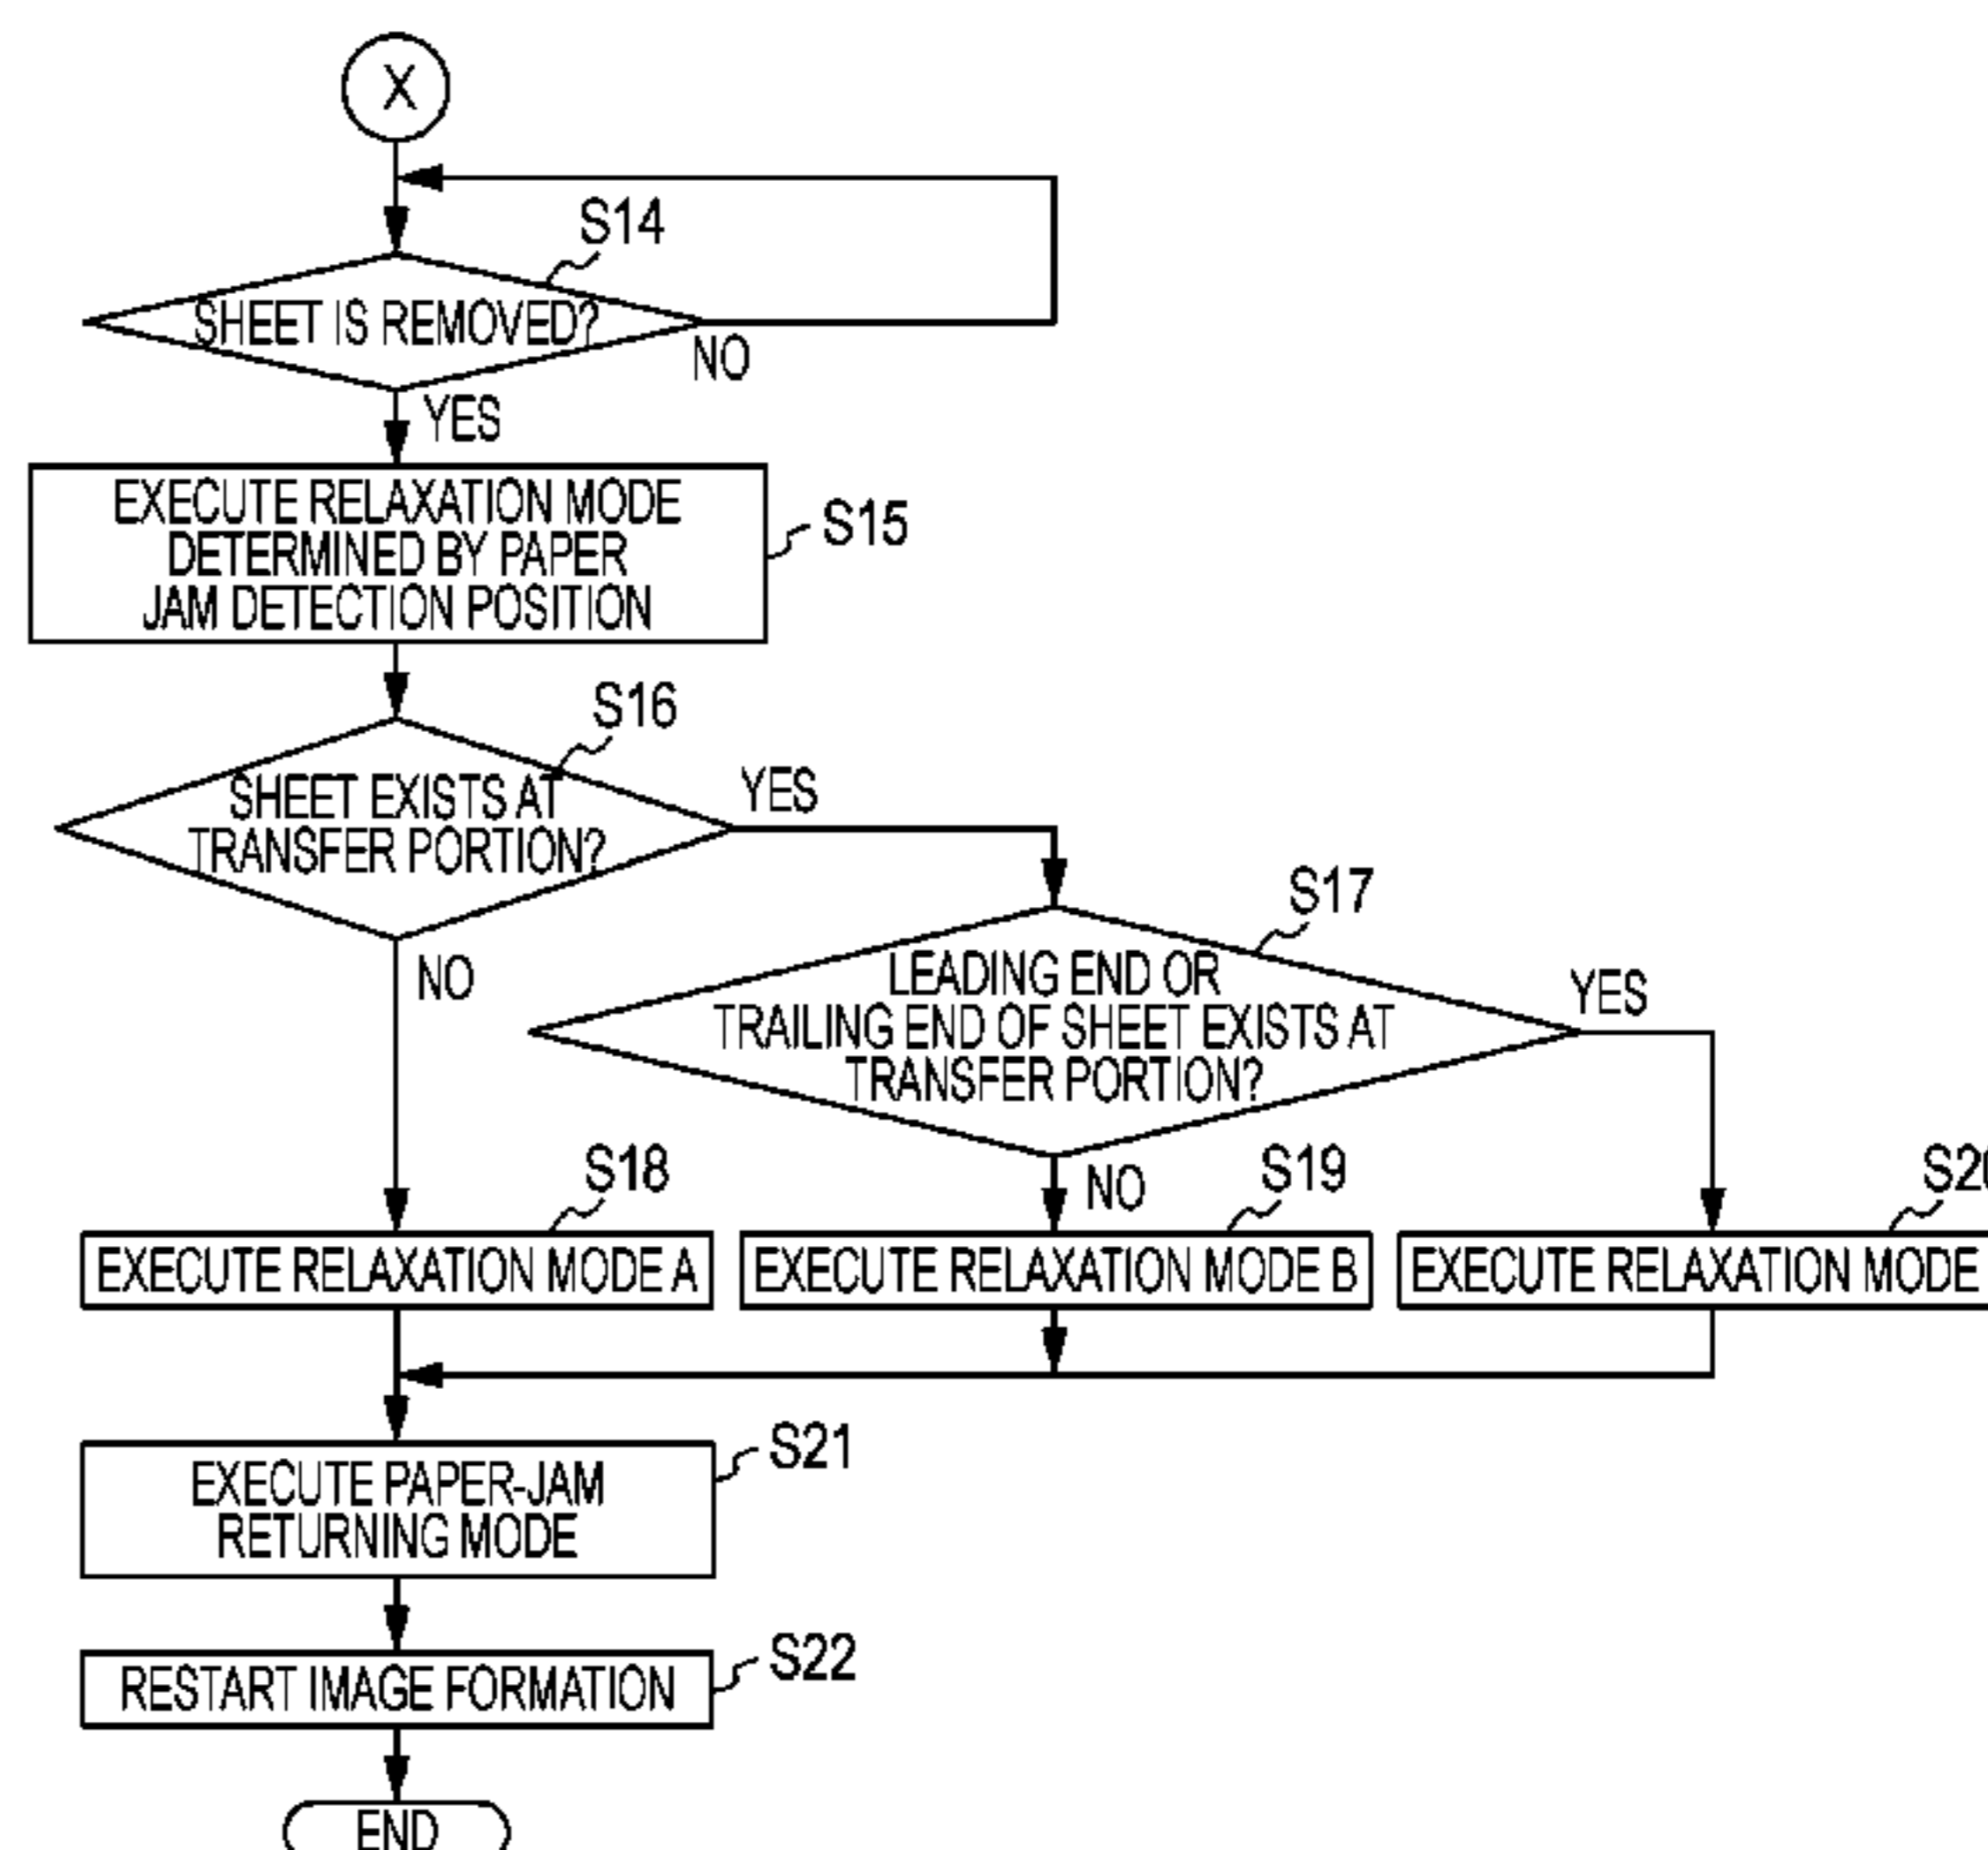 X
S14
SHEET IS REMOVED?
NO
YES
EXECUTE RELAXATION MODE
DETERMINED BY PAPER
JAM DETECTION POSITION
S15
S16
SHEET EXISTS AT
TRANSFER PORTION?
YES
NO
S17
LEADING END OR
TRAILING END OF SHEET EXISTS AT
TRANSFER PORTION?
YES
NO
S18
EXECUTE RELAXATION MODE A
S19
EXECUTE RELAXATION MODE B
EXECUTE RELAXATION MODE
EXECUTE PAPER-JAM
RETURNING MODE
S21
RESTART IMAGE FORMATION
S22
END